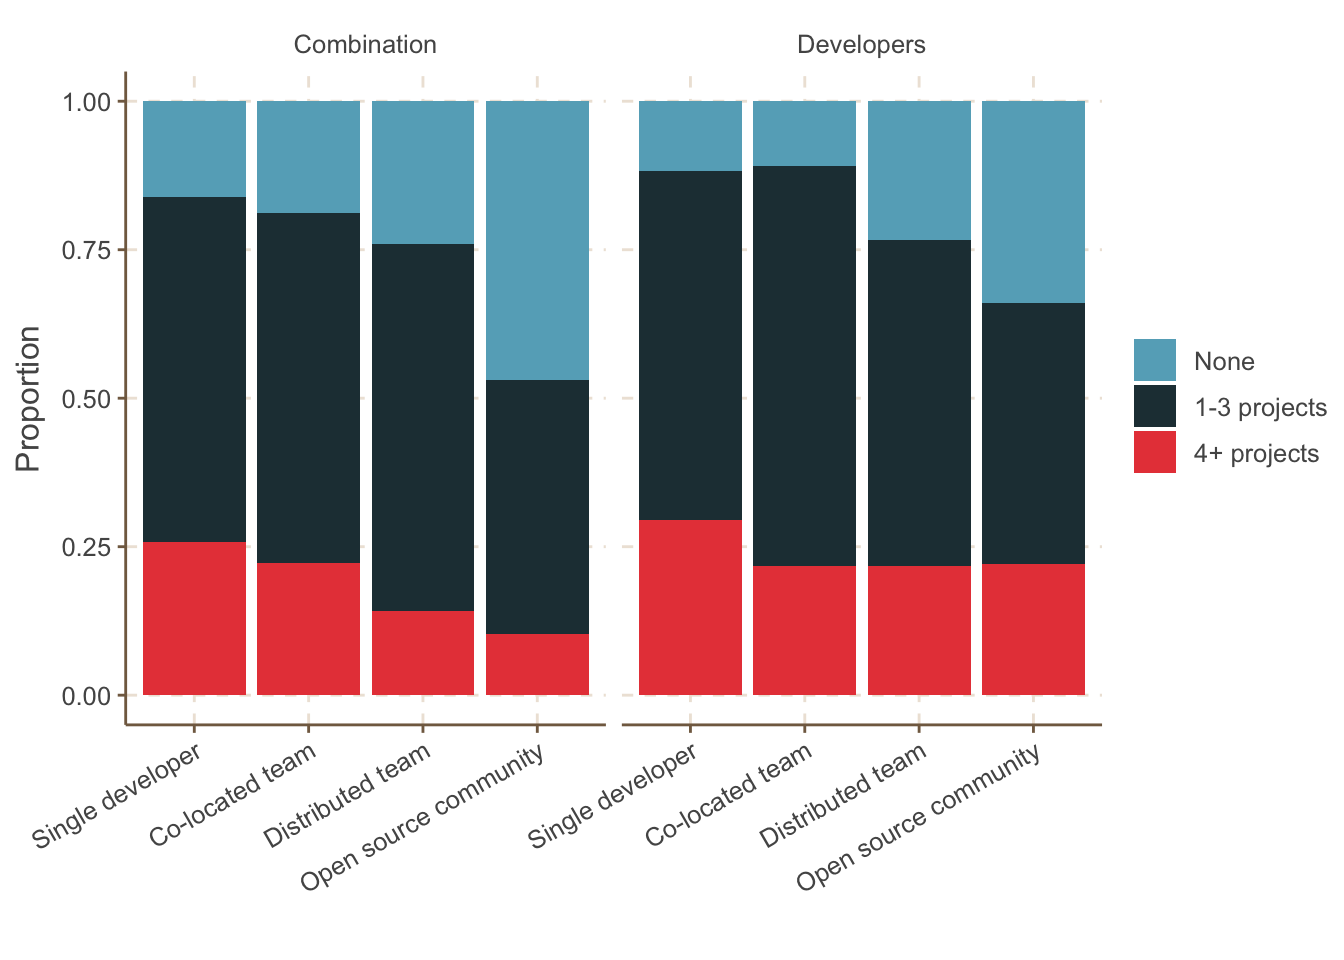 Combination
Developers
Proportion
1.00
0.75
0.50
0.25
0.00
Single developer
Co-located team
Distributed team
Open source community
Single developer
Co-located team
Distributed team
Open source community
None
1-3 projects
4+ projects